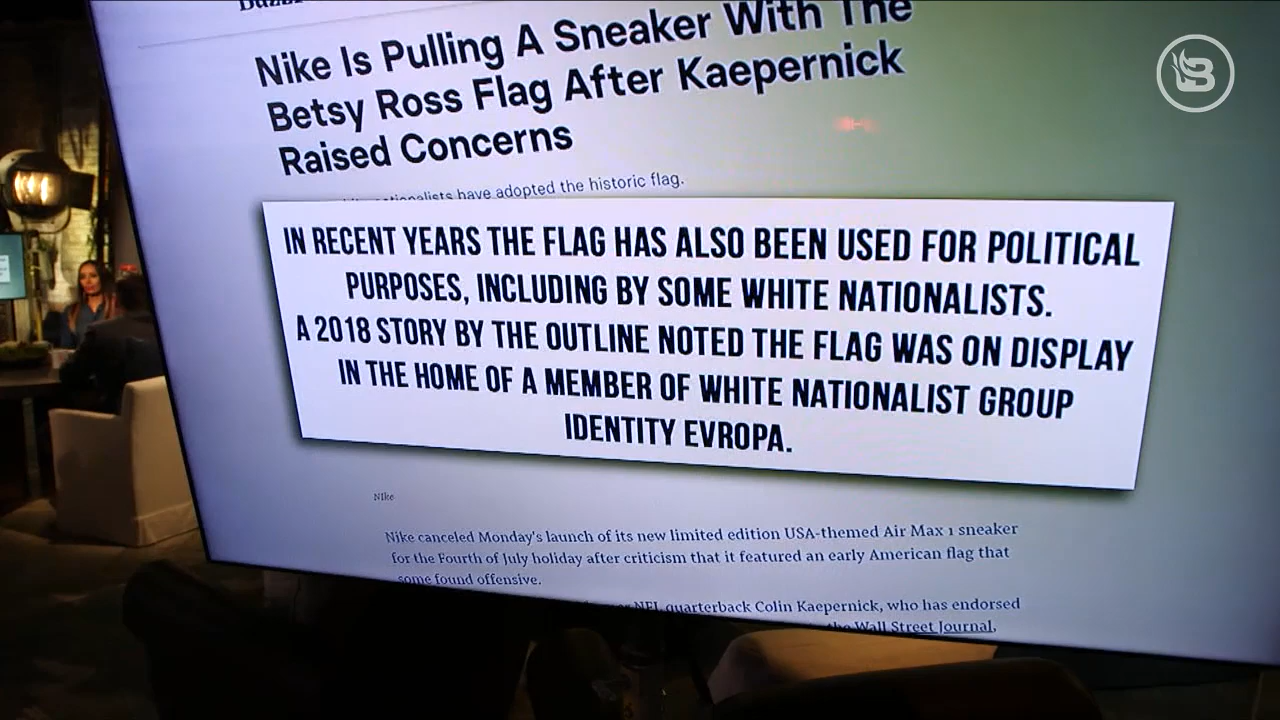 Nike Is Pulling A Sneaker With The
Betsy Ross Flag After Kaepernick
Raised Concerns
have adopted the historic flag.
IN RECENT YEARS THE FLAG HAS ALSO BEEN USED FOR POLITICAL
PURPOSES, INCLUDING BY SOME WHITE NATIONALISTS.
A 2018 STORY BY THE OUTLINE NOTED THE FLAG WAS ON DISPLAY
IN THE HOME OF A MEMBER OF WHITE NATIONALIST GROUP
IDENTITY EVROPA.
Nike
Nike canceled Monday's launch of its new limited edition USA-themed Air Max 1 sneaker
for the Fourth of July holiday after criticism that it featured an early American flag that
some found offensive.
NFL quarterback Colin Kaepernick, who has endorsed
the Wall Street Journal,
B